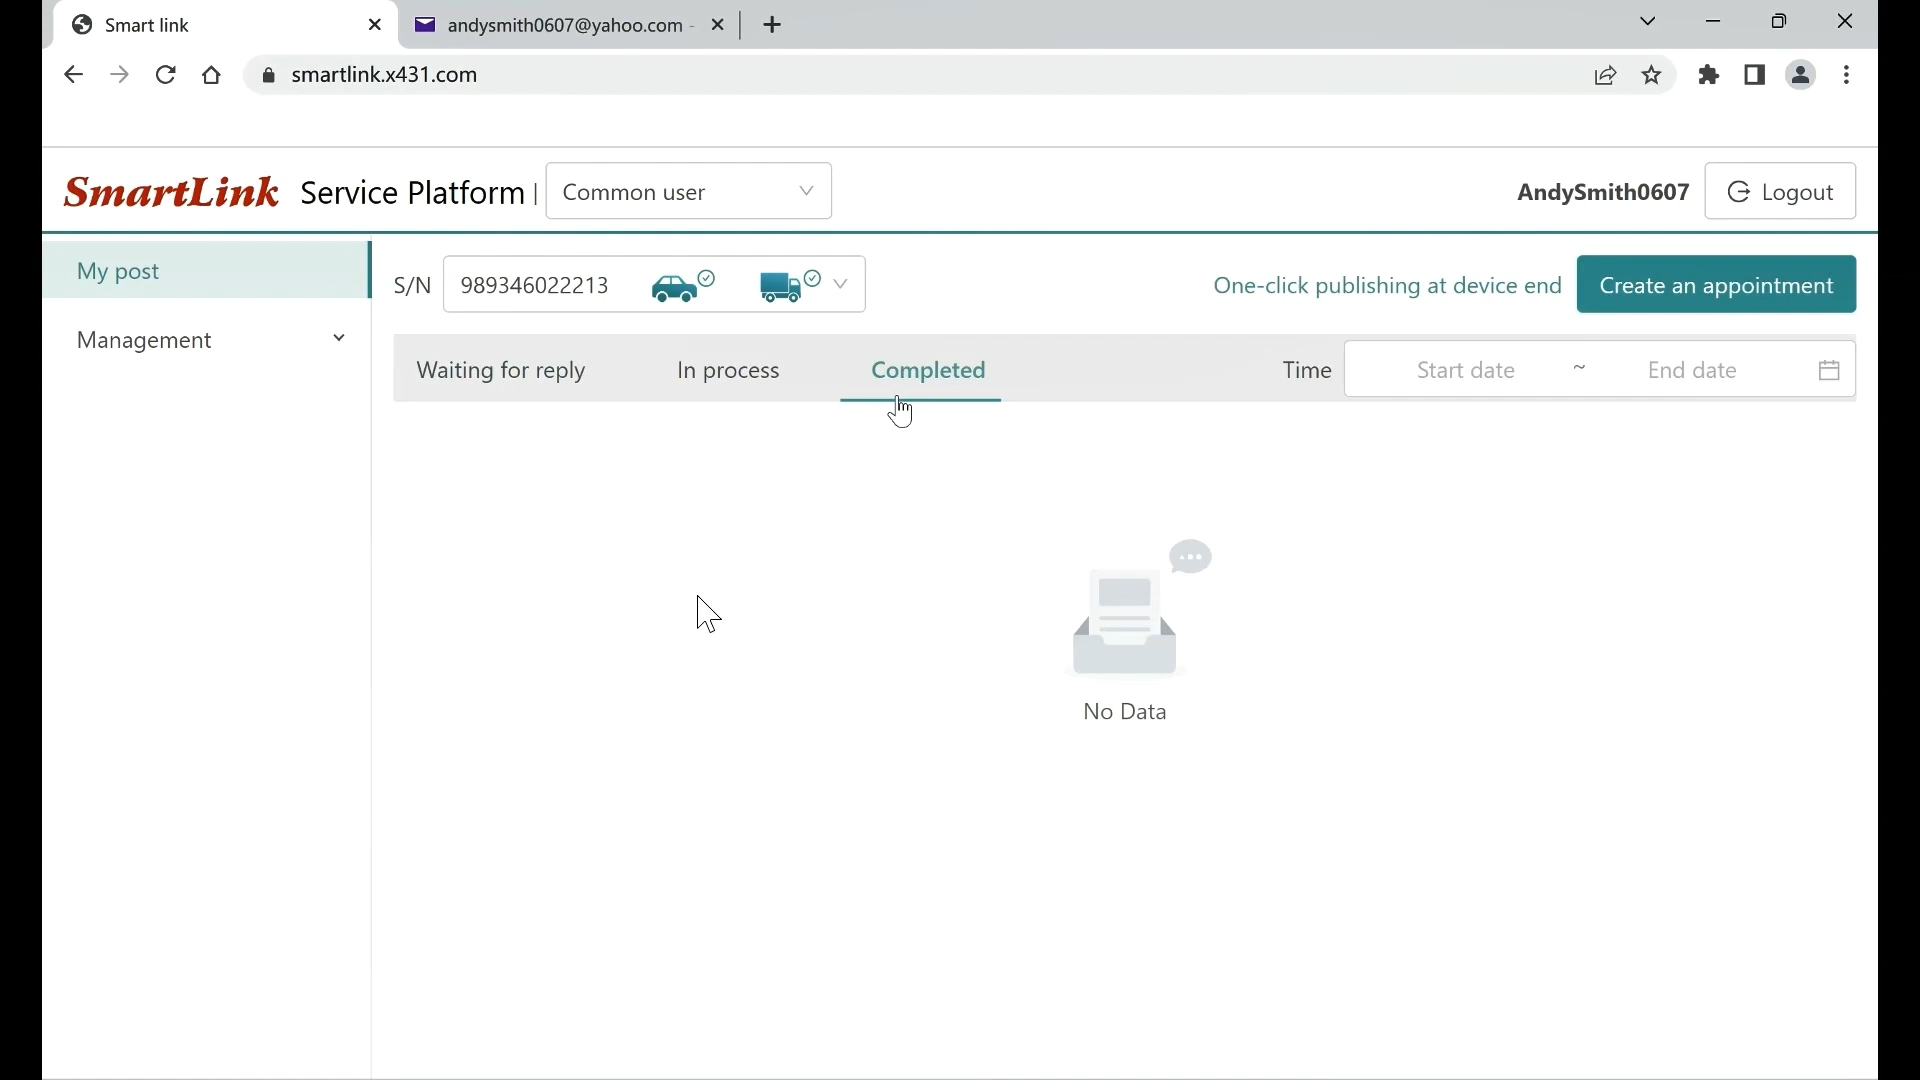 Smart link
andysmith0607@yahoo.com -
smartlink.x431.com
SmartLink Service Platform | Common user
AndySmith0607 Logout
My post
Management
S/N 989346022213
One-click publishing at device end Create an appointment
Waiting for reply In process Completed Time Start date ~ End date
No Data